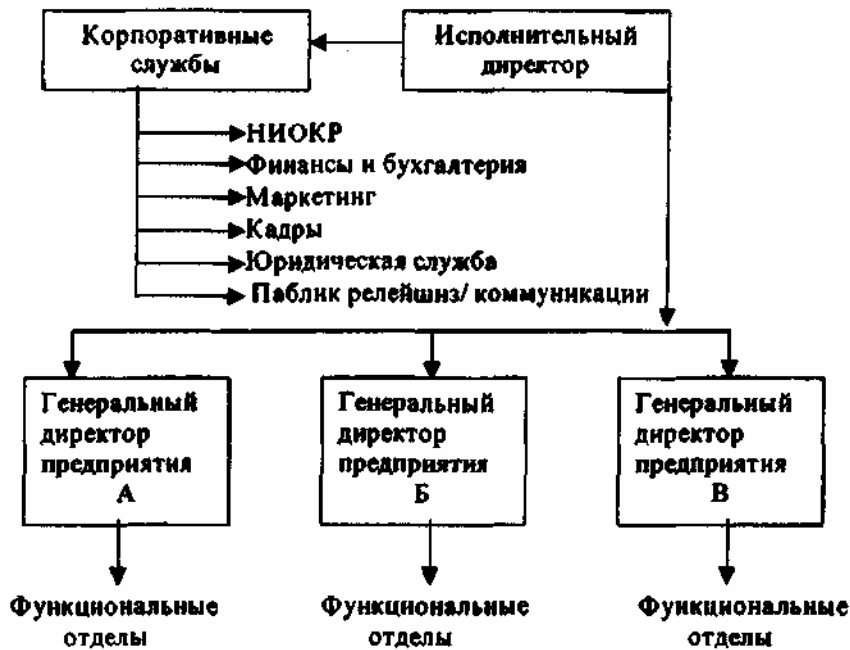 Корпоративные
службы
Исполнительный
директор
НИОКР
Финансы и бухгалтерия
Маркетинг
Кадры
Юридическая служба
Паблик релейшнз/ коммуникации
Генеральный
директор
предприятия
А
Генеральный
директор
предприятия
Б
Генеральный
директор
предприятия
В
Функциональные
отделы
Функциональные
отделы
Функциональные
отделы